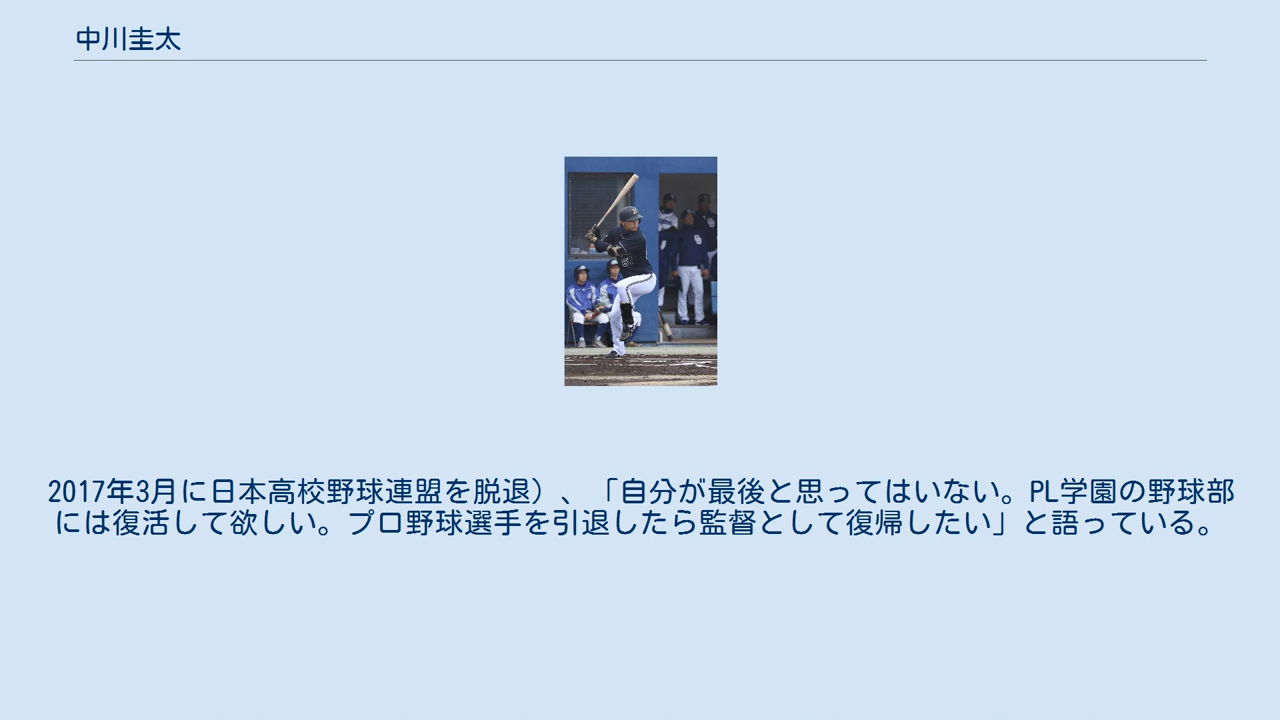 中川圭太
2017年3月に日本高校野球連盟を脱退）、「自分が最後と思ってはいない。PL学園の野球部
には復活して欲しい。プロ野球選手を引退したら監督として復帰したい」と語っている。